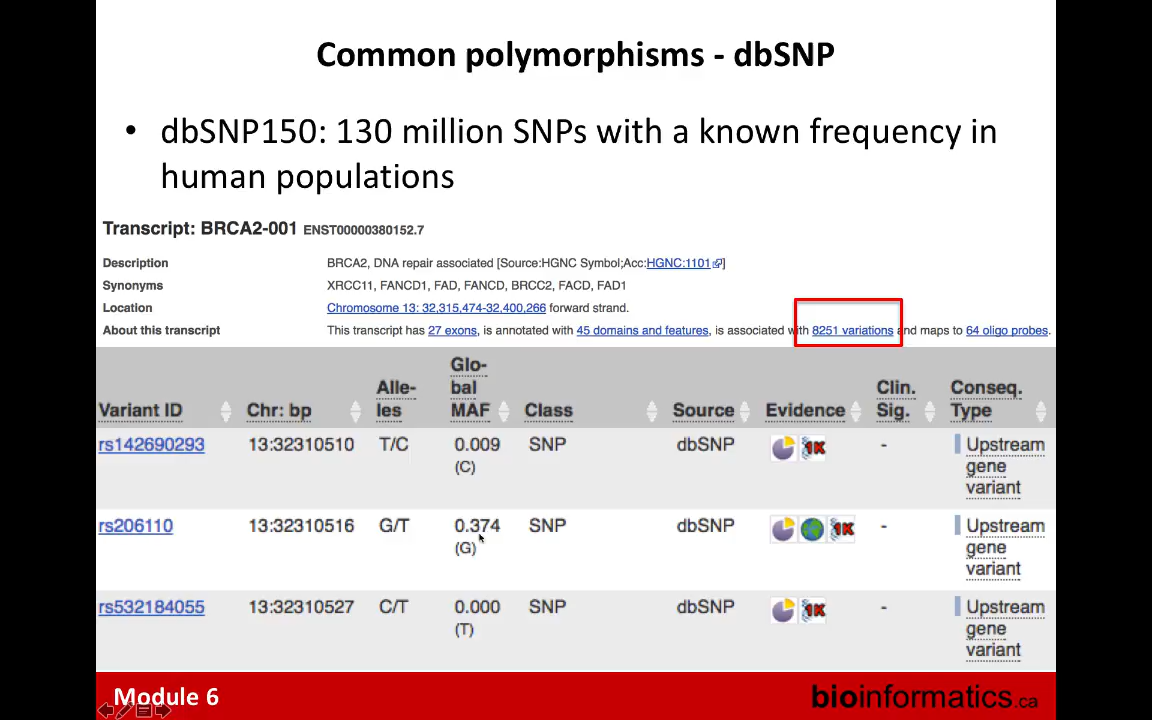 Common polymorphisms - dbSNP
• dbSNP150: 130 million SNPs with a known frequency in
human populations
Transcript: BRCA2-001 ENST00000380152.7
Description BRCA2, DNA repair associated [Source:HGNC Symbol;Acc:HGNC:1101]
Synonyms XRCC11, FANCD1, FAD, FANCD, BRCC2, FACD, FAD1
Location Chromosome 13: 32,315,474-32,400,266 forward strand.
About this transcript This transcript has 27 exons, is annotated with 45 domains and features, is associated with 8251 variations and maps to 64 oligo probes.
Variant ID Chr: bp Alle-les Glo-bal MAF Class Source Evidence Clin. Sig. Conseq. Type
rs142690293 13:32310510 T/C 0.009 (C) SNP dbSNP 1K - Upstream gene variant
rs206110 13:32310516 G/T 0.374 (G) SNP dbSNP 1K - Upstream gene variant
rs532184055 13:32310527 C/T 0.000 (T) SNP dbSNP 1K - Upstream gene variant
Module 6 bioinformatics.ca